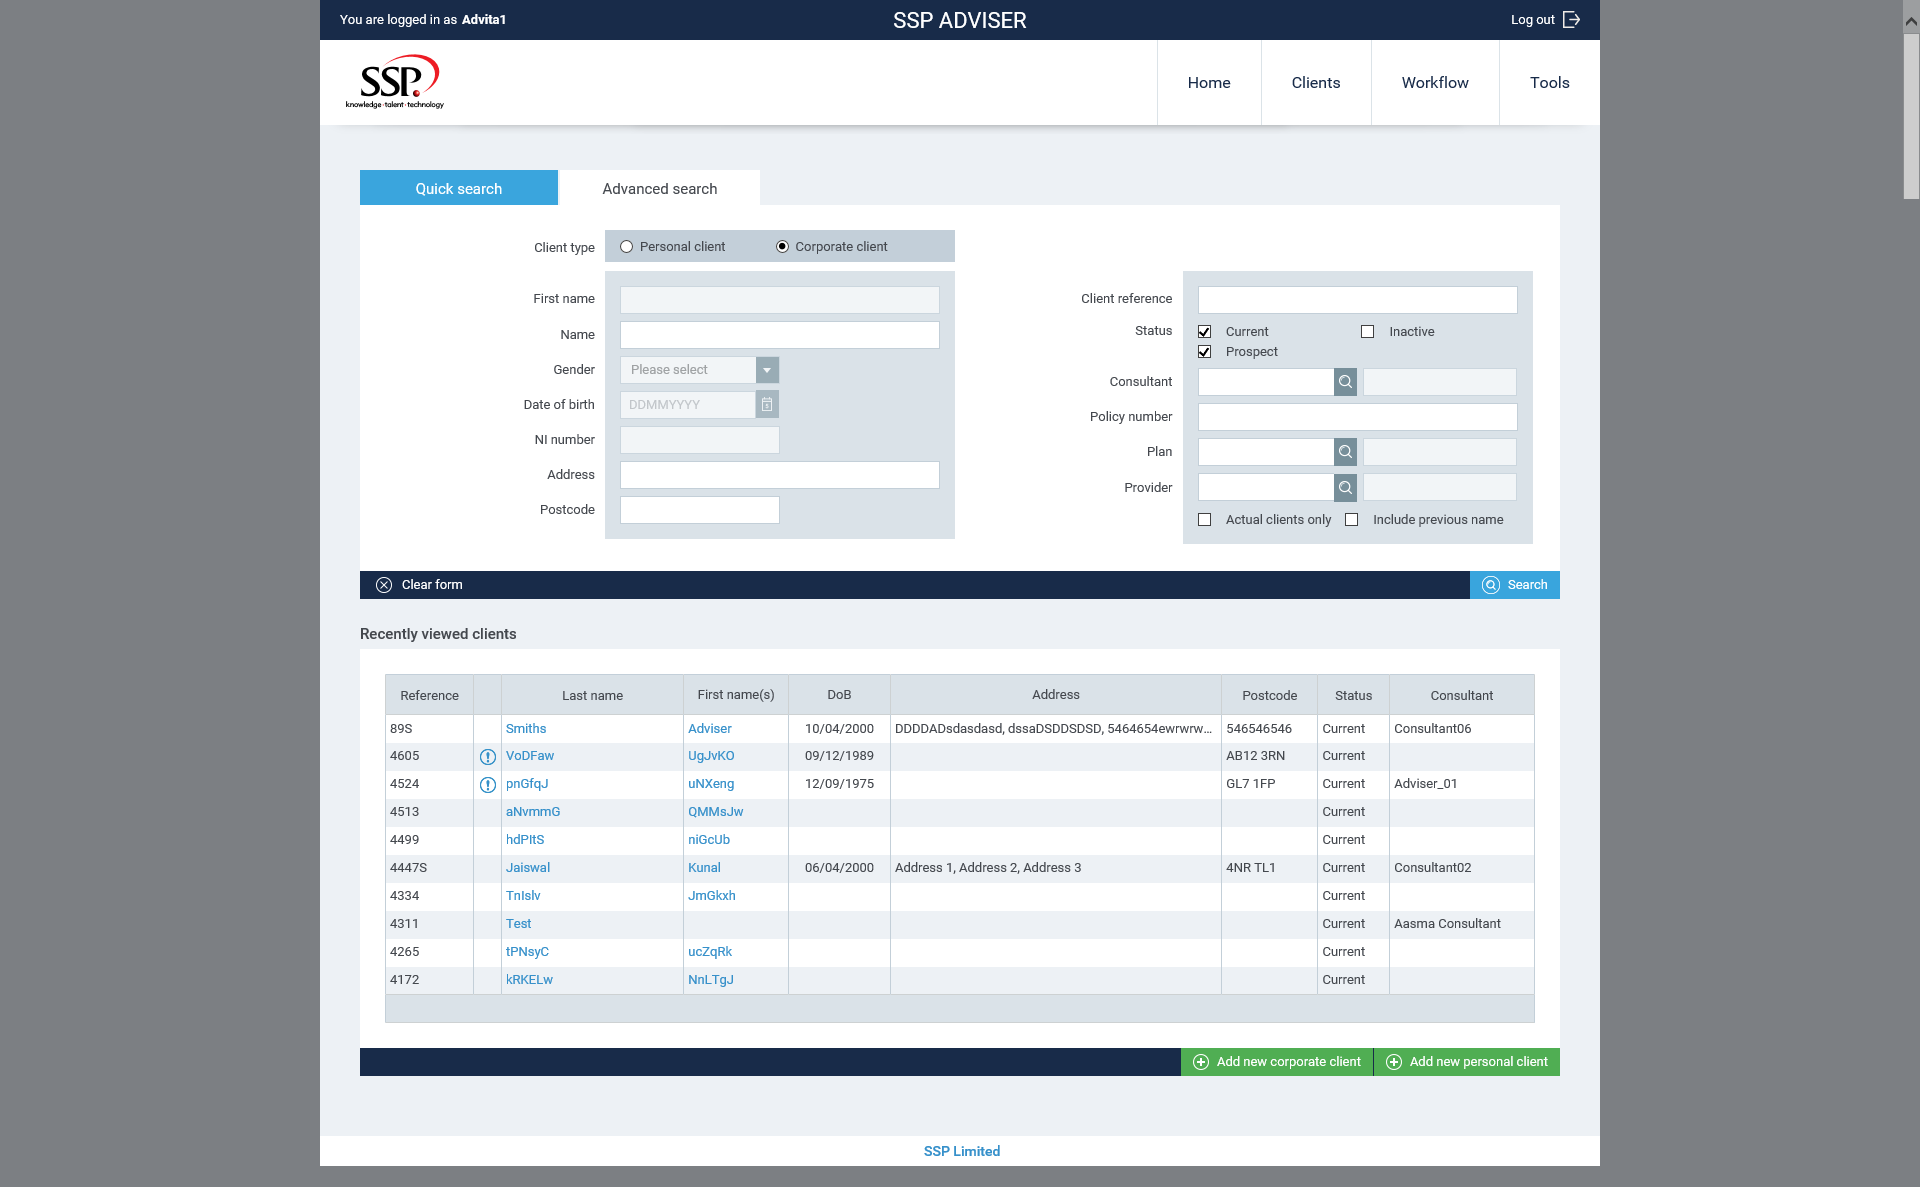 You are logged in as Advita1
SSP ADVISER
Log out
SSP.
knowledge·talent·technology
Home
Clients
Workflow
Tools
Quick search
Advanced search
Client type
Personal client
Corporate client
First name
Name
Gender
Please select
Date of birth
DDMMYYYY
NI number
Address
Postcode
Client reference
Status
Current
Inactive
Prospect
Consultant
Policy number
Plan
Provider
Actual clients only
Include previous name
Clear form
Search
Recently viewed clients
Reference Last name First name(s) DoB Address Postcode Status Consultant
89S Smiths Adviser 10/04/2000 DDDDADsdasdasd, dssaDSDDSDSD, 5464654ewrwrw... 546546546 Current Consultant06
4605 VoDFaw UgJvKO 09/12/1989 AB12 3RN Current
4524 pnGfqJ uNXeng 12/09/1975 GL7 1FP Current Adviser_01
4513 aNvmmG QMMsJw Current
4499 hdPItS niGcUb Current
4447S Jaiswal Kunal 06/04/2000 Address 1, Address 2, Address 3 4NR TL1 Current Consultant02
4334 TnIslv JmGkxh Current
4311 Test Current Aasma Consultant
4265 tPNsyC ucZqRk Current
4172 kRKELw NnLTgJ Current
Add new corporate client
Add new personal client
SSP Limited